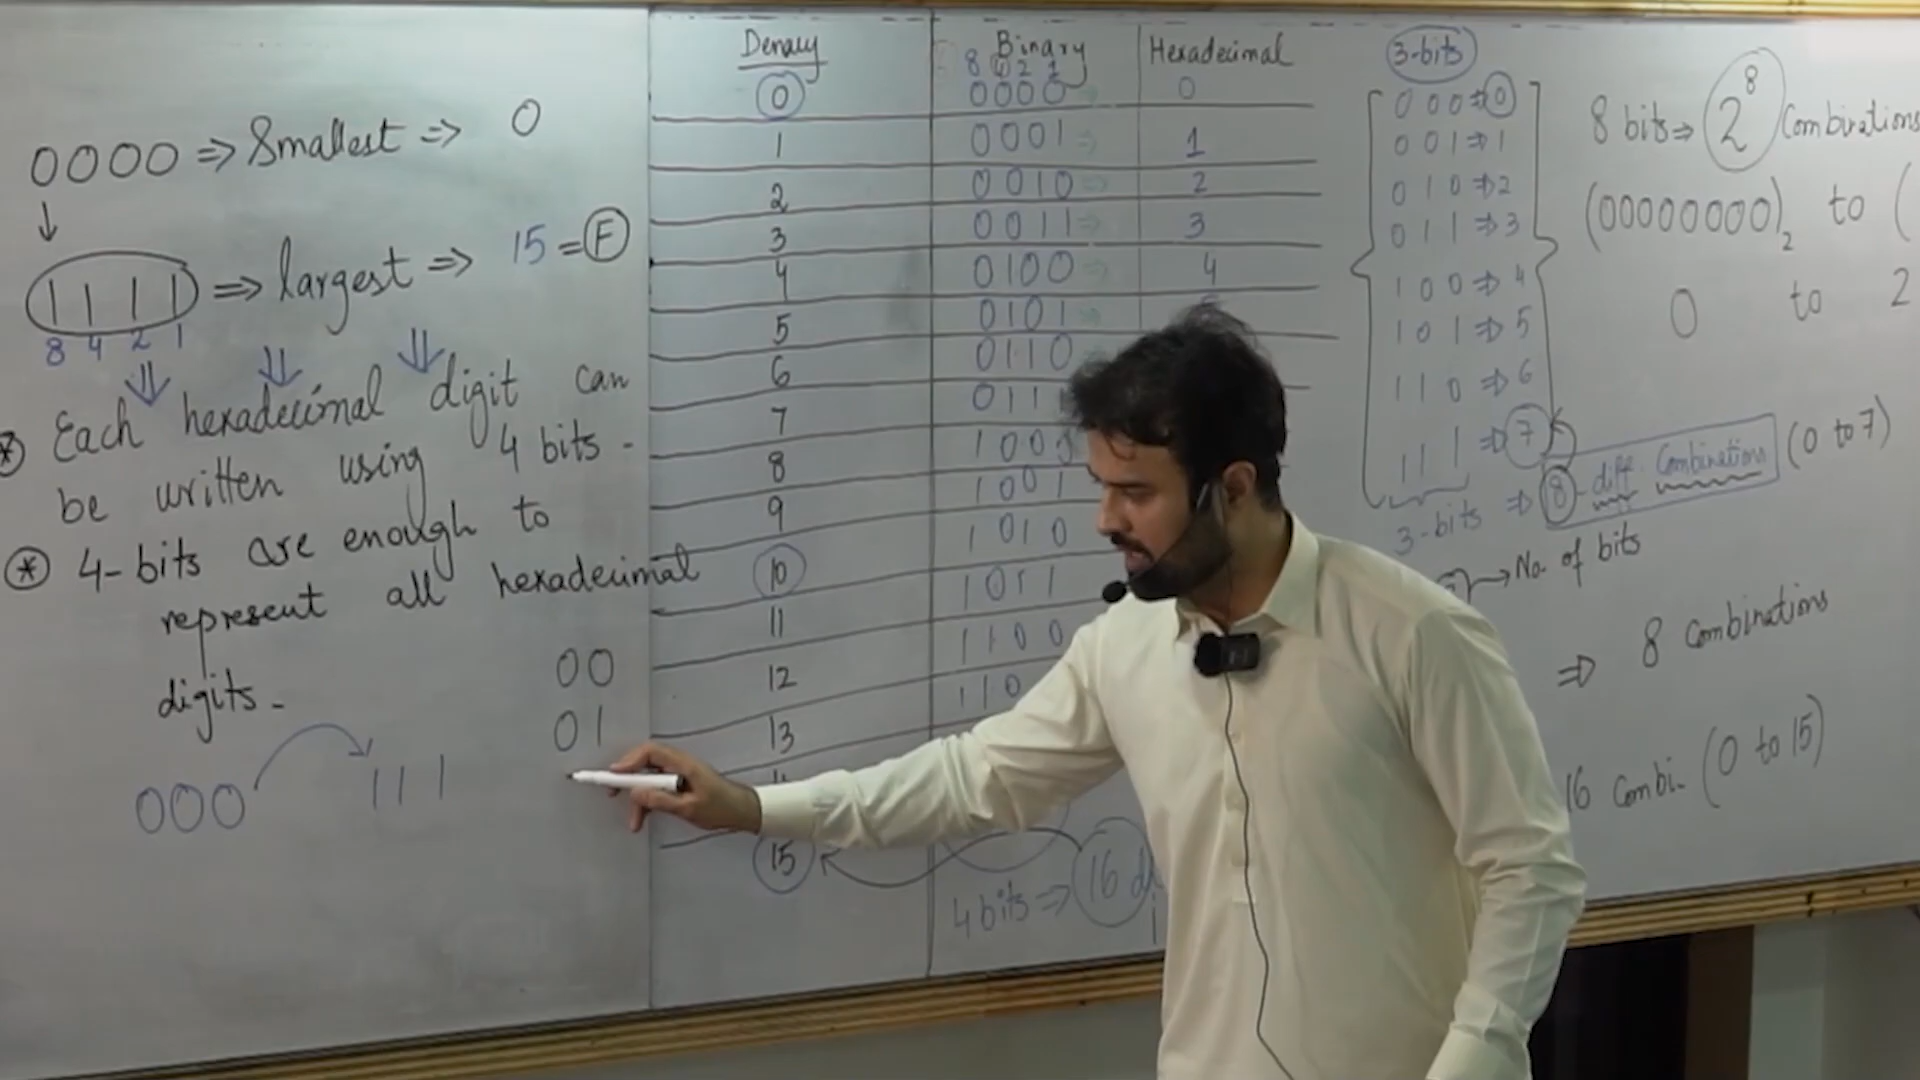 0000 => Smallest => 0
1111 => largest => 15 = F
8 4 2 1
* Each hexadecimal digit can
be written using 4 bits -
* 4-bits are enough to
represent all hexadecimal
digits -
000 111
00
01
Denary Binary Hexadecimal
8 4 2 1
0 0000 0
1 0001 1
2 0010 2
3 0011 3
4 0100 4
5 0101
6 0110
7 011
8 100
9 1001
10 1010
11 1011
12 1100
13 110
15
4 bits => 16
3-bits
000 => 0
001 => 1
010 => 2
011 => 3
100 => 4
101 => 5
110 => 6
111 => 7
3-bits => 8-diff. Combinations (0 to 7)
8 bits => 2^8 Combinations
(00000000)2 to (
0 to 2
No. of bits
=> 8 combinations
16 Combi. (0 to 15)